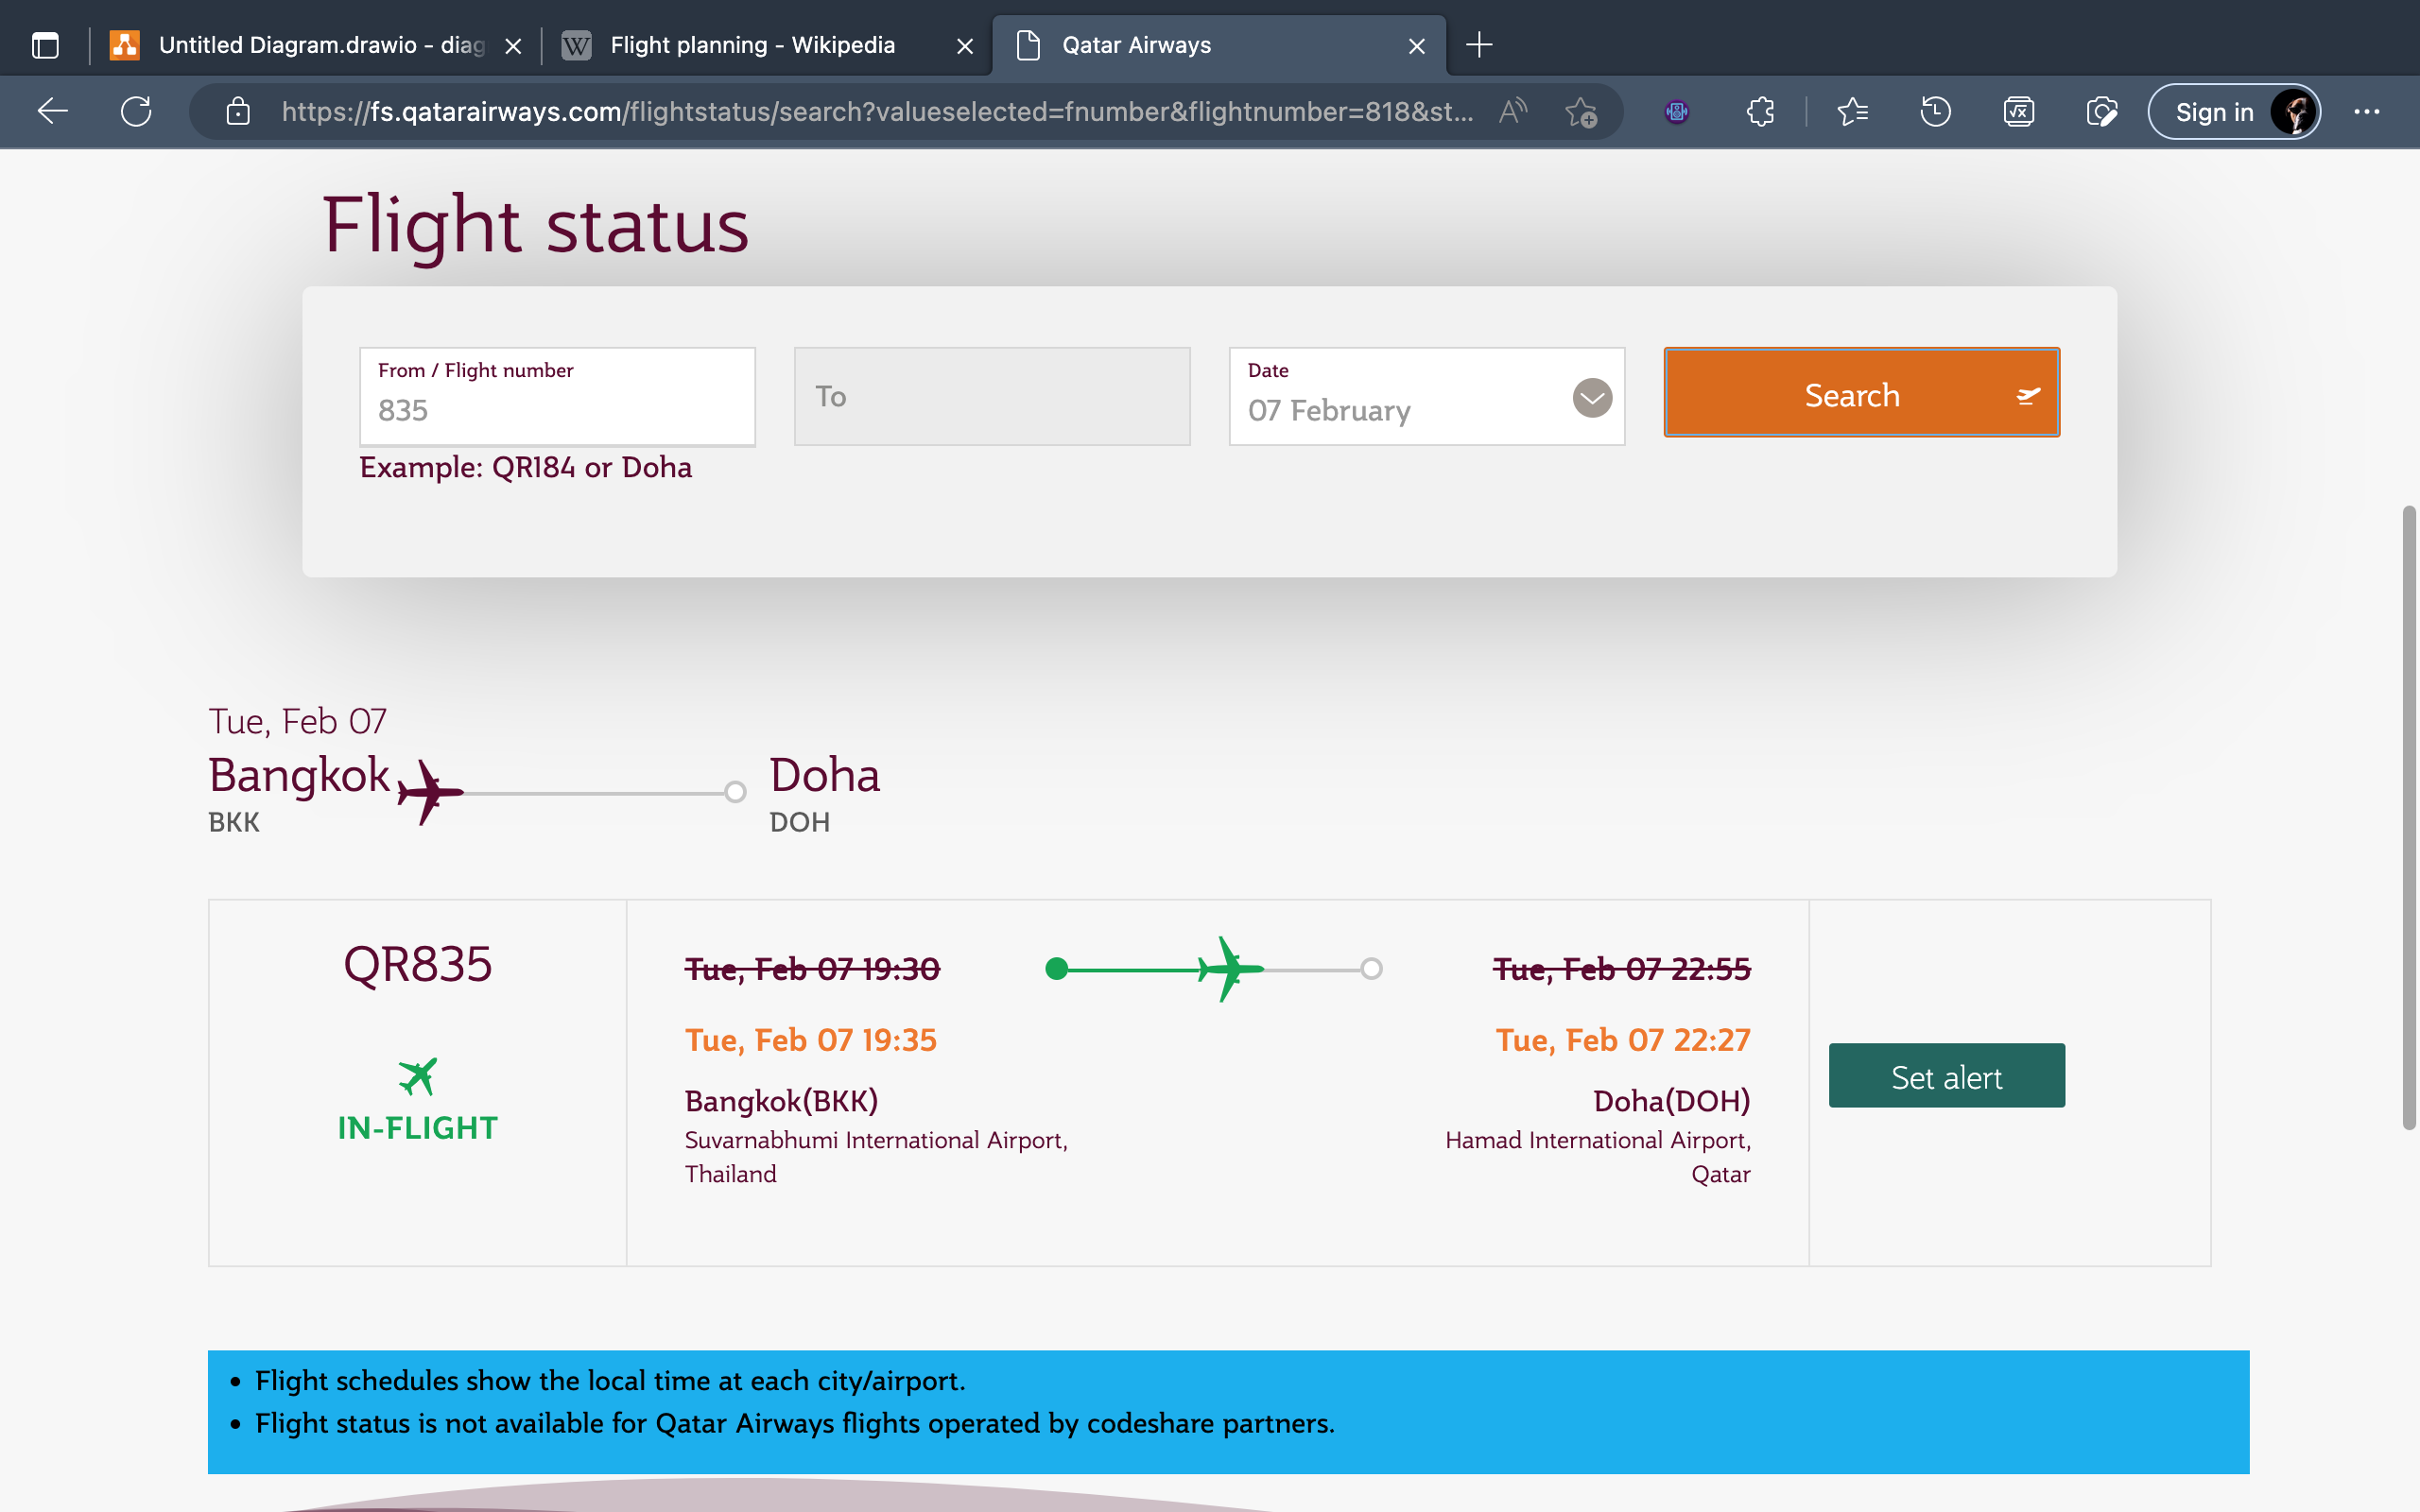 Untitled Diagram.drawio - diag
Flight planning - Wikipedia
Qatar Airways
https://fs.qatarairways.com/flightstatus/search?valueselected=fnumber&flightnumber=818&st...
Sign in
Flight status
From / Flight number
835
To
Date
07 February
Search
Example: QR184 or Doha
Tue, Feb 07
Bangkok
Doha
BKK
DOH
QR835
Tue, Feb 07 19:30
Tue, Feb 07 22:55
Tue, Feb 07 19:35
Tue, Feb 07 22:27
Set alert
Bangkok(BKK)
Doha(DOH)
IN-FLIGHT
Suvarnabhumi International Airport,
Thailand
Hamad International Airport,
Qatar
• Flight schedules show the local time at each city/airport.
• Flight status is not available for Qatar Airways flights operated by codeshare partners.